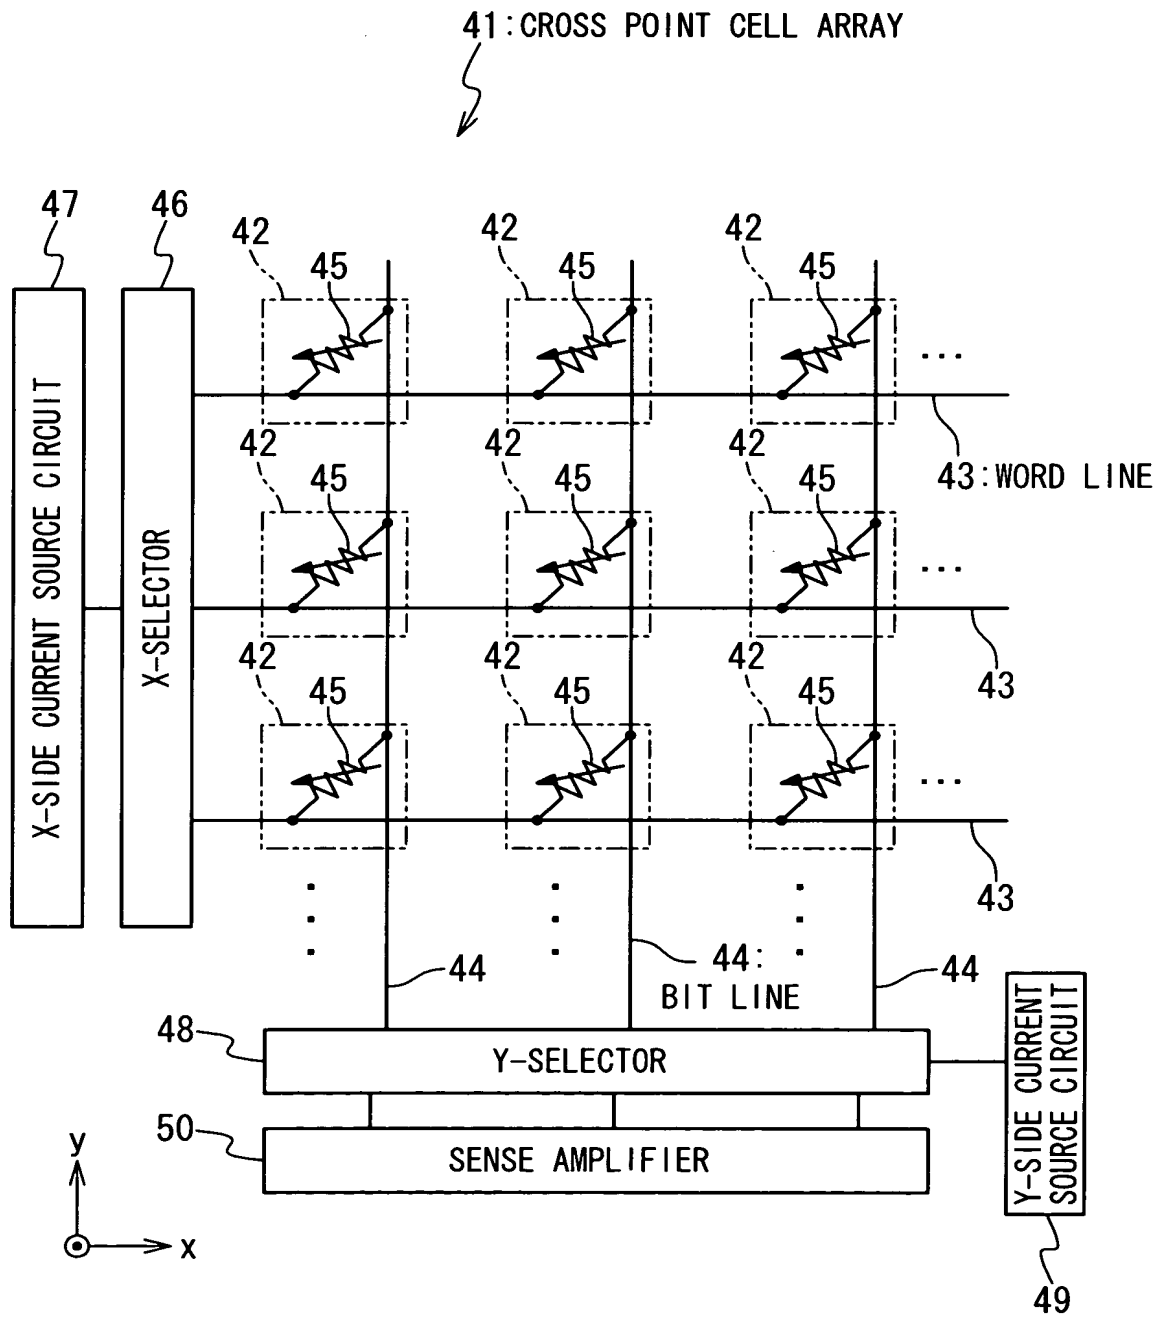 41:CROSS POINT CELL ARRAY
47
46
42
42
42
45
45
45
...
43:WORD LINE
42
42
42
45
45
45
...
43
42
42
42
45
45
45
...
43
X-SIDE CURRENT SOURCE CIRCUIT
X-SELECTOR
44
44:
BIT LINE
44
48
Y-SELECTOR
50
SENSE AMPLIFIER
Y-SIDE CURRENT
SOURCE CIRCUIT
49
y
x